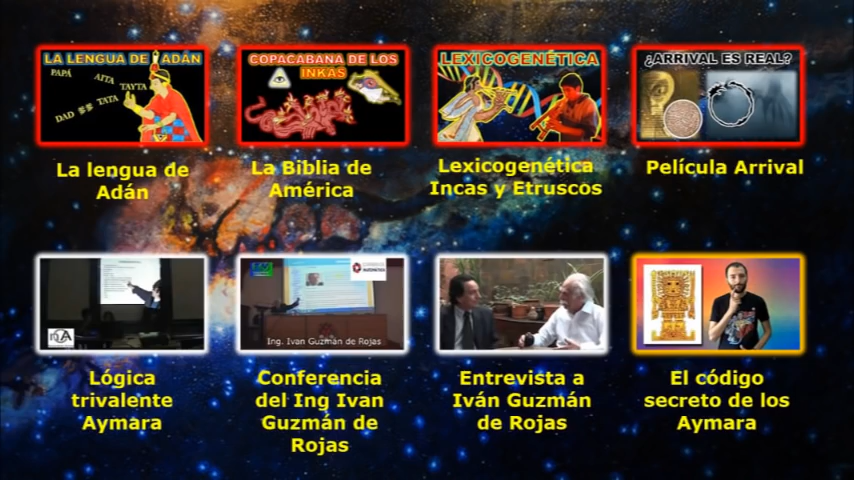 LA LENGUA DE ADÁN
PAPÁ
AITA
TAYTA
DAD
TATA
COPACABANA DE LOS
INKAS
LEXICOGENÉTICA
¿ARRIVAL ES REAL?
La lengua de
Adán
La Biblia de
América
Lexicogenética
Incas y Etruscos
Película Arrival
Ing. Ivan Guzmán de Rojas
Lógica
trivalente
Aymara
Conferencia
del Ing Ivan
Guzmán de
Rojas
Entrevista a
Iván Guzmán
de Rojas
El código
secreto de los
Aymara